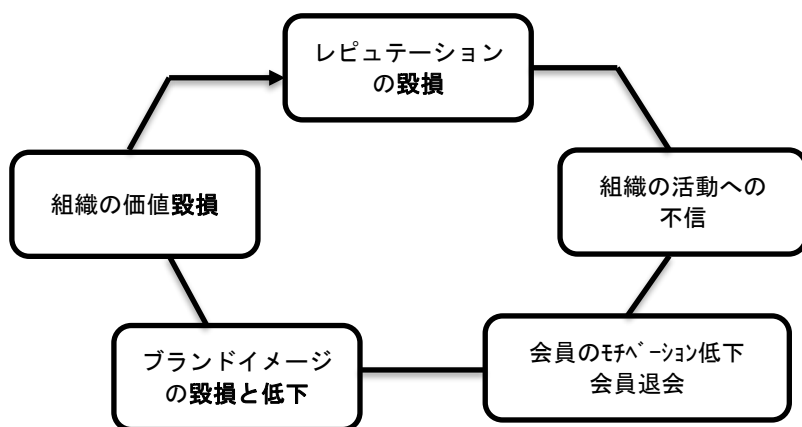 レピュテーション
の毀損
組織の活動への
不信
会員のﾓﾁﾍﾞｰｼｮﾝ低下
会員退会
ブランドイメージ
の毀損と低下
組織の価値毀損